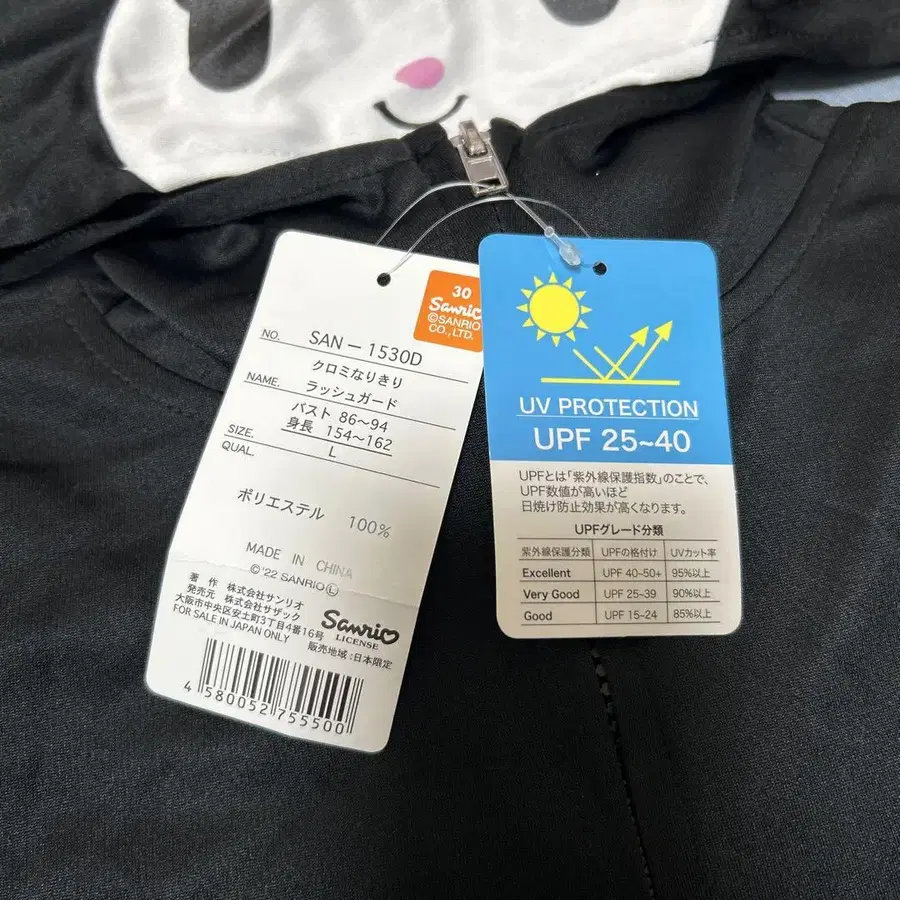 30
Sanrio
©SANRIO
CO., LTD.
NO. SAN-1530D
クロミなりきり
NAME. ラッシュガード
バスト 86~94
SIZE. 身長 154~162
QUAL. L
ポリエステル 100%
MADE IN CHINA
©'22 SANRIO Ⓛ
著 作 株式会社サンリオ
発売元 株式会社サザック
大阪市中央区安土町3丁目4番16号
FOR SALE IN JAPAN ONLY
Sanrio
LICENSE
販売地域:日本限定
4 580052 755500
UV PROTECTION
UPF 25~40
UPFとは「紫外線保護指数」のことで、
UPF数値が高いほど
日焼け防止効果が高くなります。
UPFグレード分類
紫外線保護分類 UPFの格付け UVカット率
Excellent UPF 40~50+ 95%以上
Very Good UPF 25~39 90%以上
Good UPF 15~24 85%以上